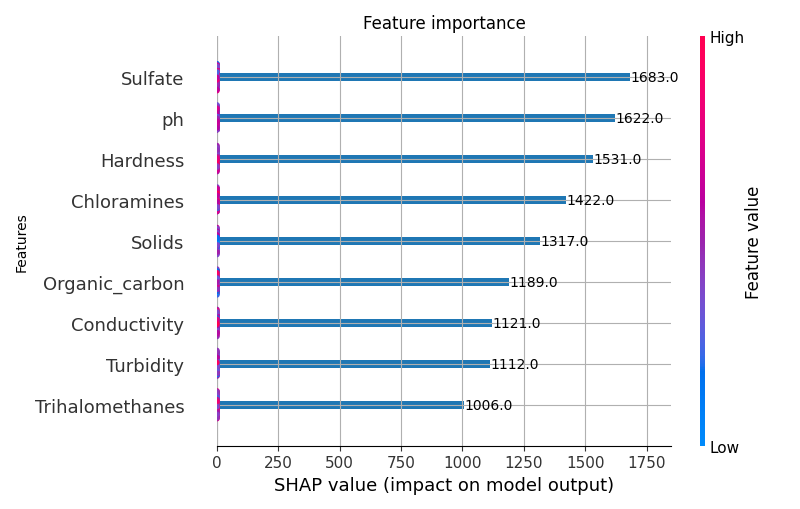 Feature importance
High
Sulfate 1683.0
ph 1622.0
Hardness 1531.0
Chloramines 1422.0
Solids 1317.0
Organic_carbon 1189.0
Conductivity 1121.0
Turbidity 1112.0
Trihalomethanes 1006.0
Features
Feature value
Low
0 250 500 750 1000 1250 1500 1750
SHAP value (impact on model output)